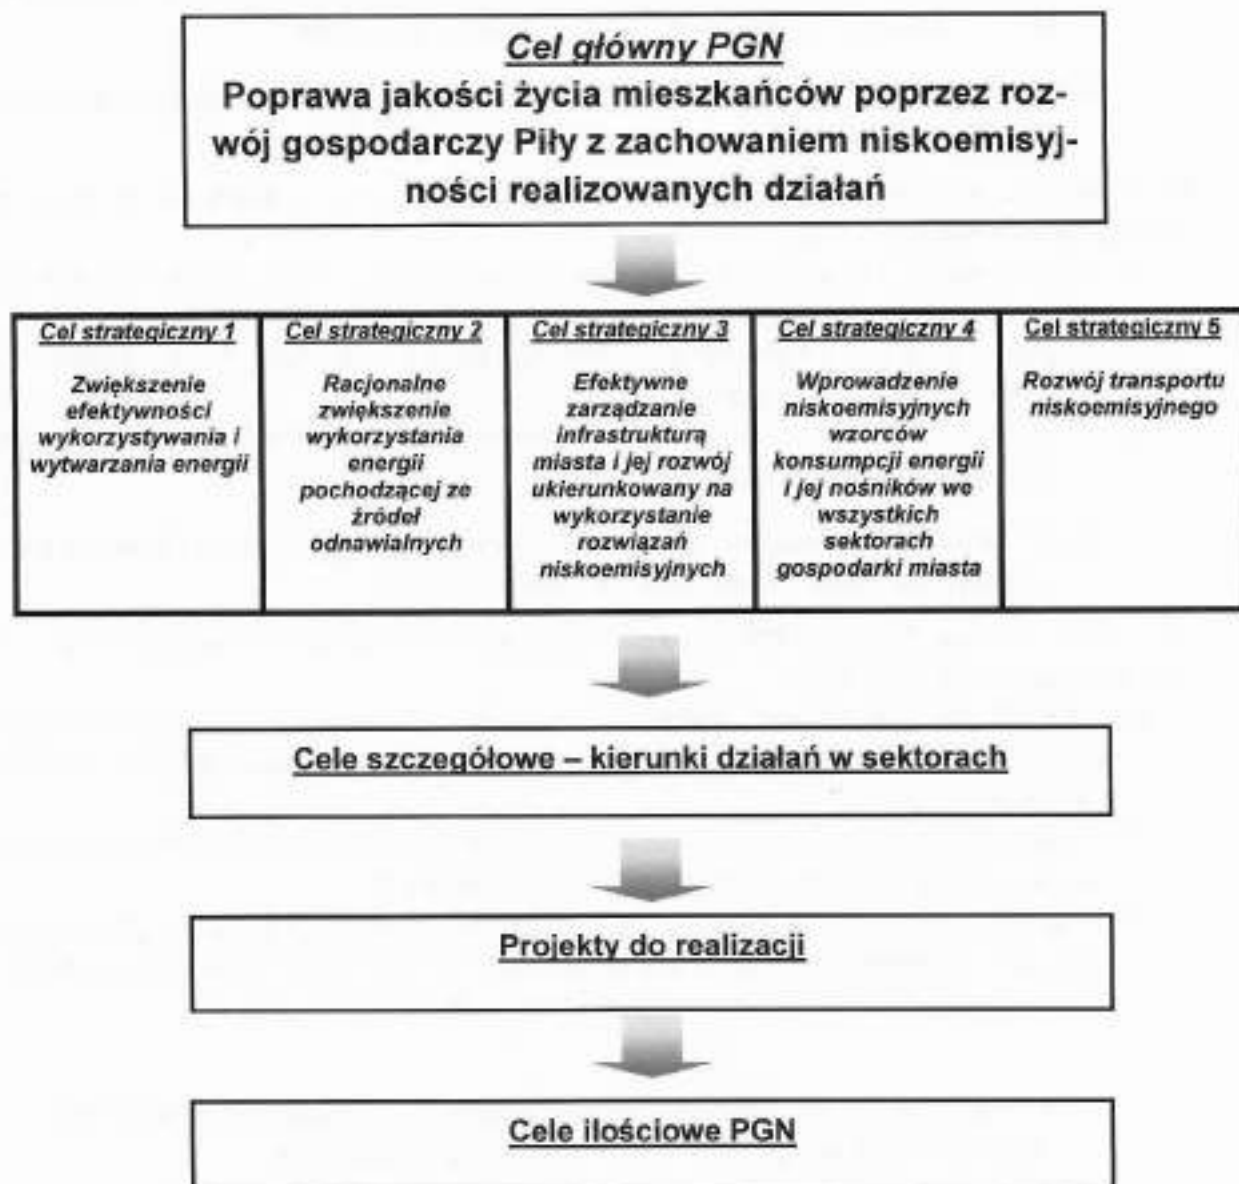 Cel główny PGN
Poprawa jakości życia mieszkańców poprzez roz-
wój gospodarczy Piły z zachowaniem niskoemisyj-
ności realizowanych działań
Cel strategiczny 1
Zwiększenie
efektywności
wykorzystywania i
wytwarzania energii
Cel strategiczny 2
Racjonalne
zwiększenie
wykorzystania
energii
pochodzącej ze
źródeł
odnawialnych
Cel strategiczny 3
Efektywne
zarządzanie
infrastrukturą
miasta i jej rozwój
ukierunkowany na
wykorzystanie
rozwiązań
niskoemisyjnych
Cel strategiczny 4
Wprowadzenie
niskoemisyjnych
wzorców
konsumpcji energii
i jej nośników we
wszystkich
sektorach
gospodarki miasta
Cel strategiczny 5
Rozwój transportu
niskoemisyjnego
Cele szczegółowe – kierunki działań w sektorach
Projekty do realizacji
Cele ilościowe PGN